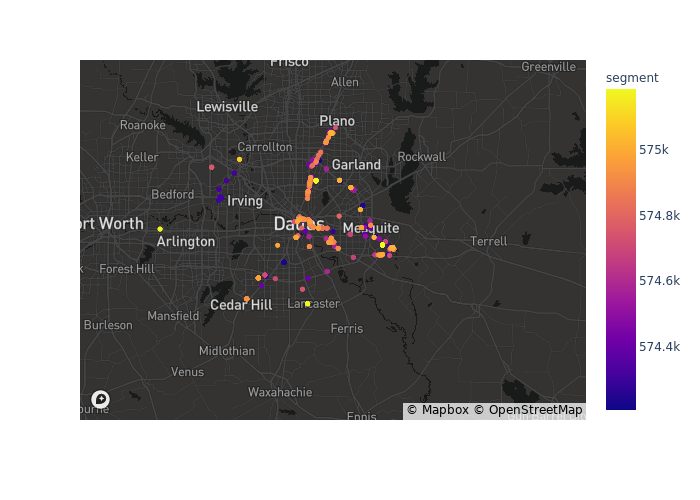 Frisco
Greenville
segment
Allen
Lewisville
Roanoke
Plano
575k
Carrollton
Keller
Garland
Rockwall
Bedford
Irving
574.8k
ort Worth
Dallas
Mesquite
Arlington
Terrell
Forest Hill
574.6k
Cedar Hill
Lancaster
Mansfield
Burleson
Ferris
574.4k
Midlothian
Venus
Waxahachie
Ennis
© Mapbox © OpenStreetMap